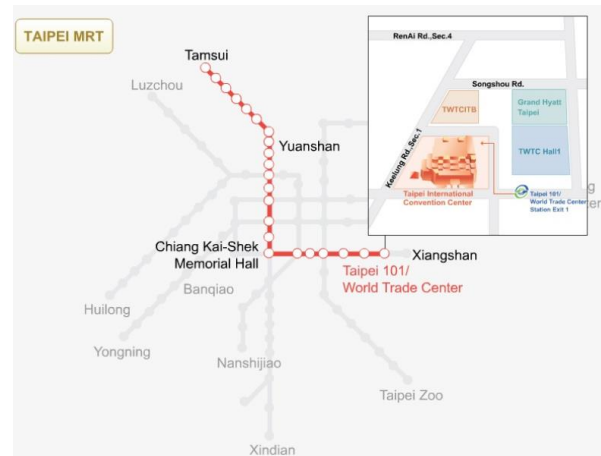 TAIPEI MRT
Tamsui
Luzchou
Yuanshan
Chiang Kai-Shek
Memorial Hall
Banqiao
Huilong
Yongning
Nanshijiao
Xindian
Taipei Zoo
Taipei 101/
World Trade Center
Xiangshan
RenAi Rd.,Sec.4
Songshou Rd.
TWTCITB
Grand Hyatt
Taipei
Keelung Rd.,Sec.1
TWTC Hall1
Taipei International
Convention Center
Taipei 101/
World Trade Center
Station Exit 1